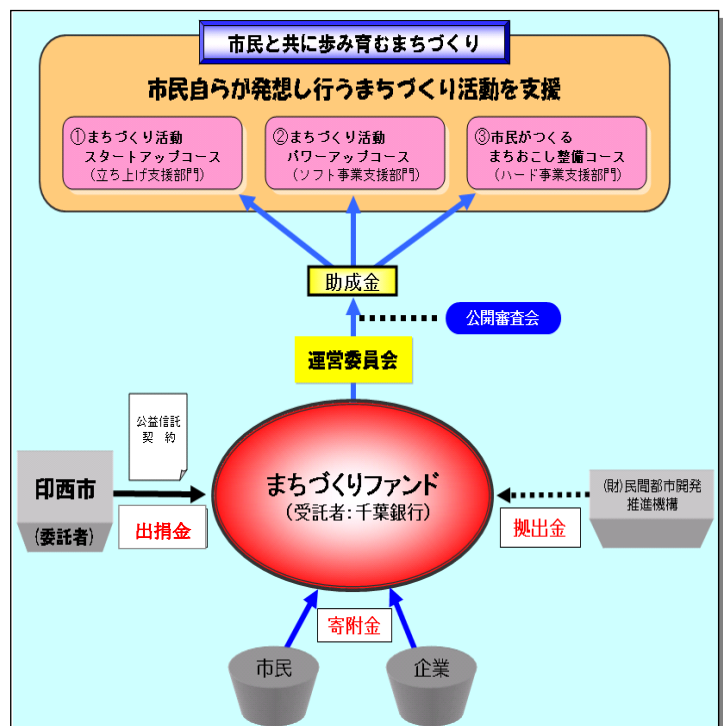 市民と共に歩み育むまちづくり
市民自らが発想し行うまちづくり活動を支援
①まちづくり活動
スタートアップコース
(立ち上げ支援部門)
②まちづくり活動
パワーアップコース
(ソフト事業支援部門)
③市民がつくる
まちおこし整備コース
(ハード事業支援部門)
助成金
公開審査会
運営委員会
公益信託
契 約
印西市
(委託者)
出捐金
まちづくりファンド
(受託者:千葉銀行)
拠出金
(財)民間都市開発
推進機構
寄附金
市民
企業